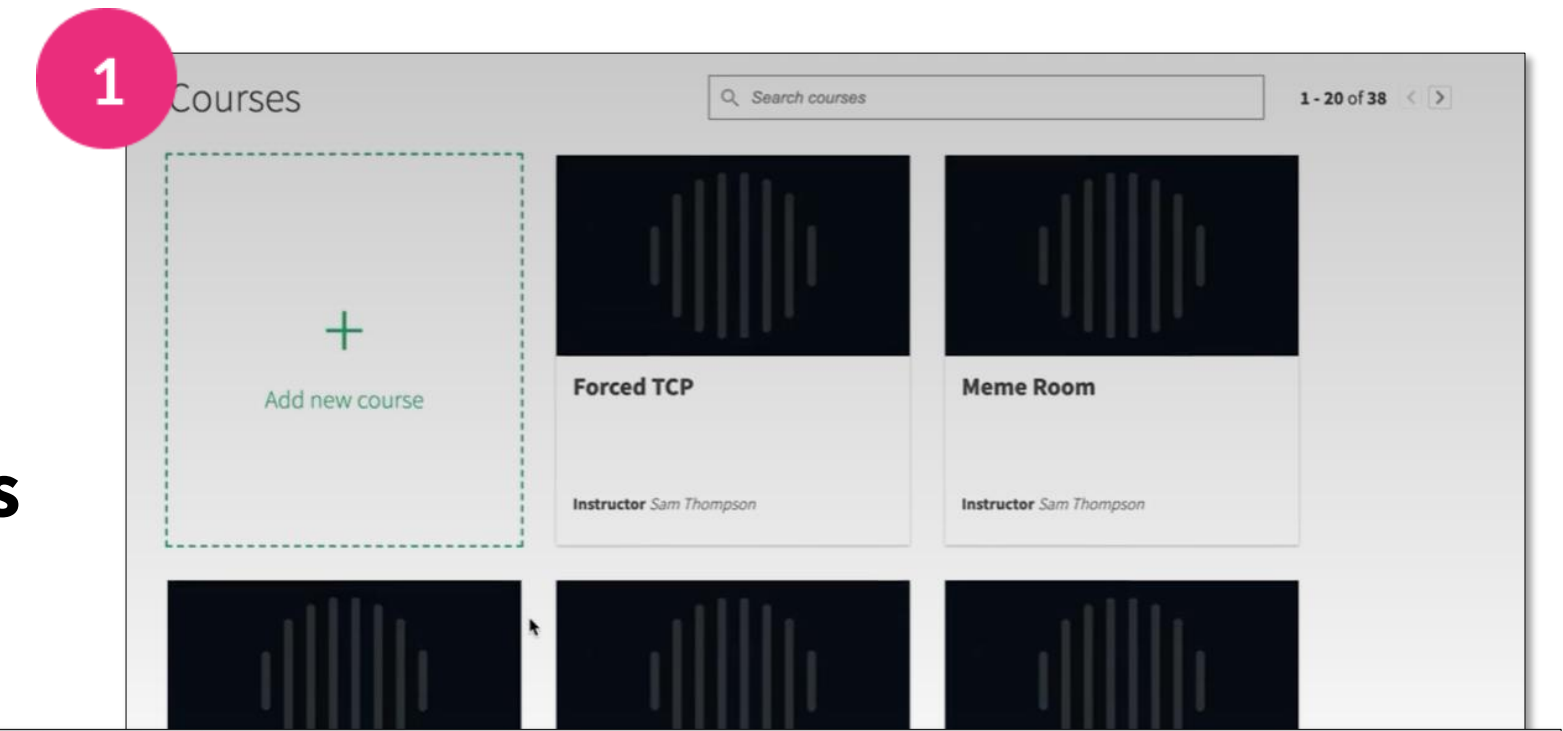 1
Courses
Search courses
1 - 20 of 38
Add new course
Forced TCP
Instructor Sam Thompson
Meme Room
Instructor Sam Thompson
s